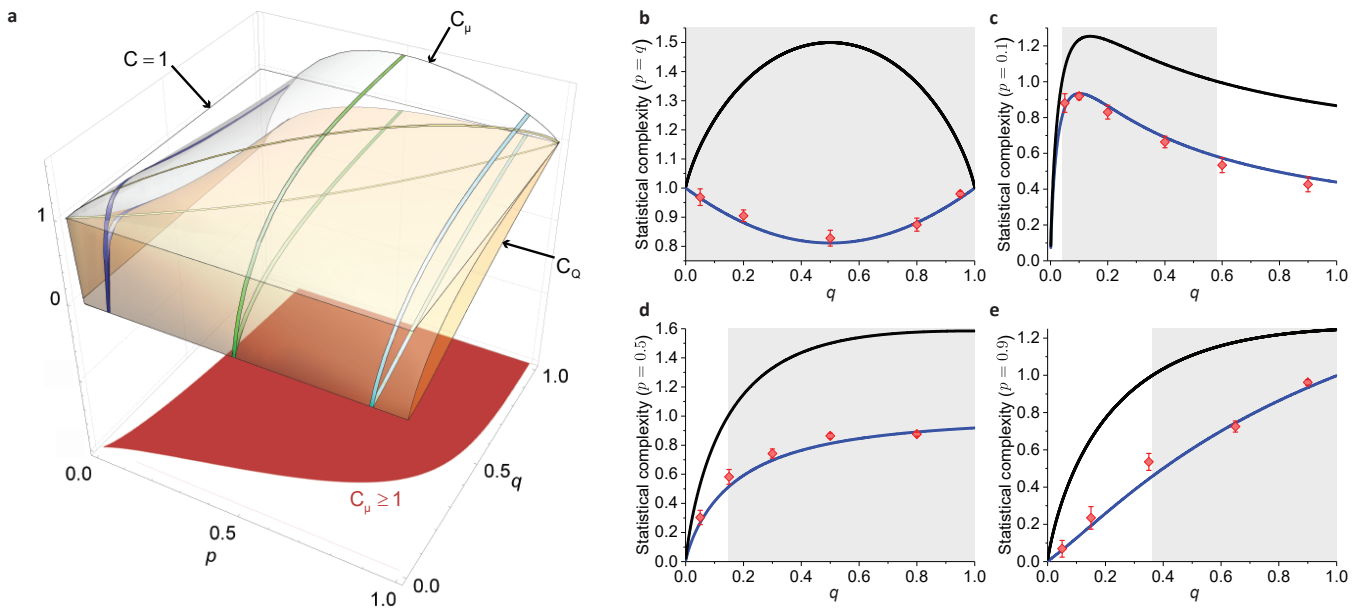 a
C = 1
Cμ
CQ
1
0
0.0
0.5
1.0
p
0.0
0.5
1.0
q
Cμ ≥ 1
b
Statistical complexity (p = q)
1.5
1.4
1.3
1.2
1.1
1.0
0.9
0.8
0.0 0.2 0.4 0.6 0.8 1.0
q
c
Statistical complexity (p = 0.1)
1.2
1.0
0.8
0.6
0.4
0.2
0.0 0.2 0.4 0.6 0.8 1.0
q
d
Statistical complexity (p = 0.5)
1.6
1.4
1.2
1.0
0.8
0.6
0.4
0.2
0.0
0.0 0.2 0.4 0.6 0.8 1.0
q
e
Statistical complexity (p = 0.9)
1.2
1.0
0.8
0.6
0.4
0.2
0.0
0.0 0.2 0.4 0.6 0.8 1.0
q